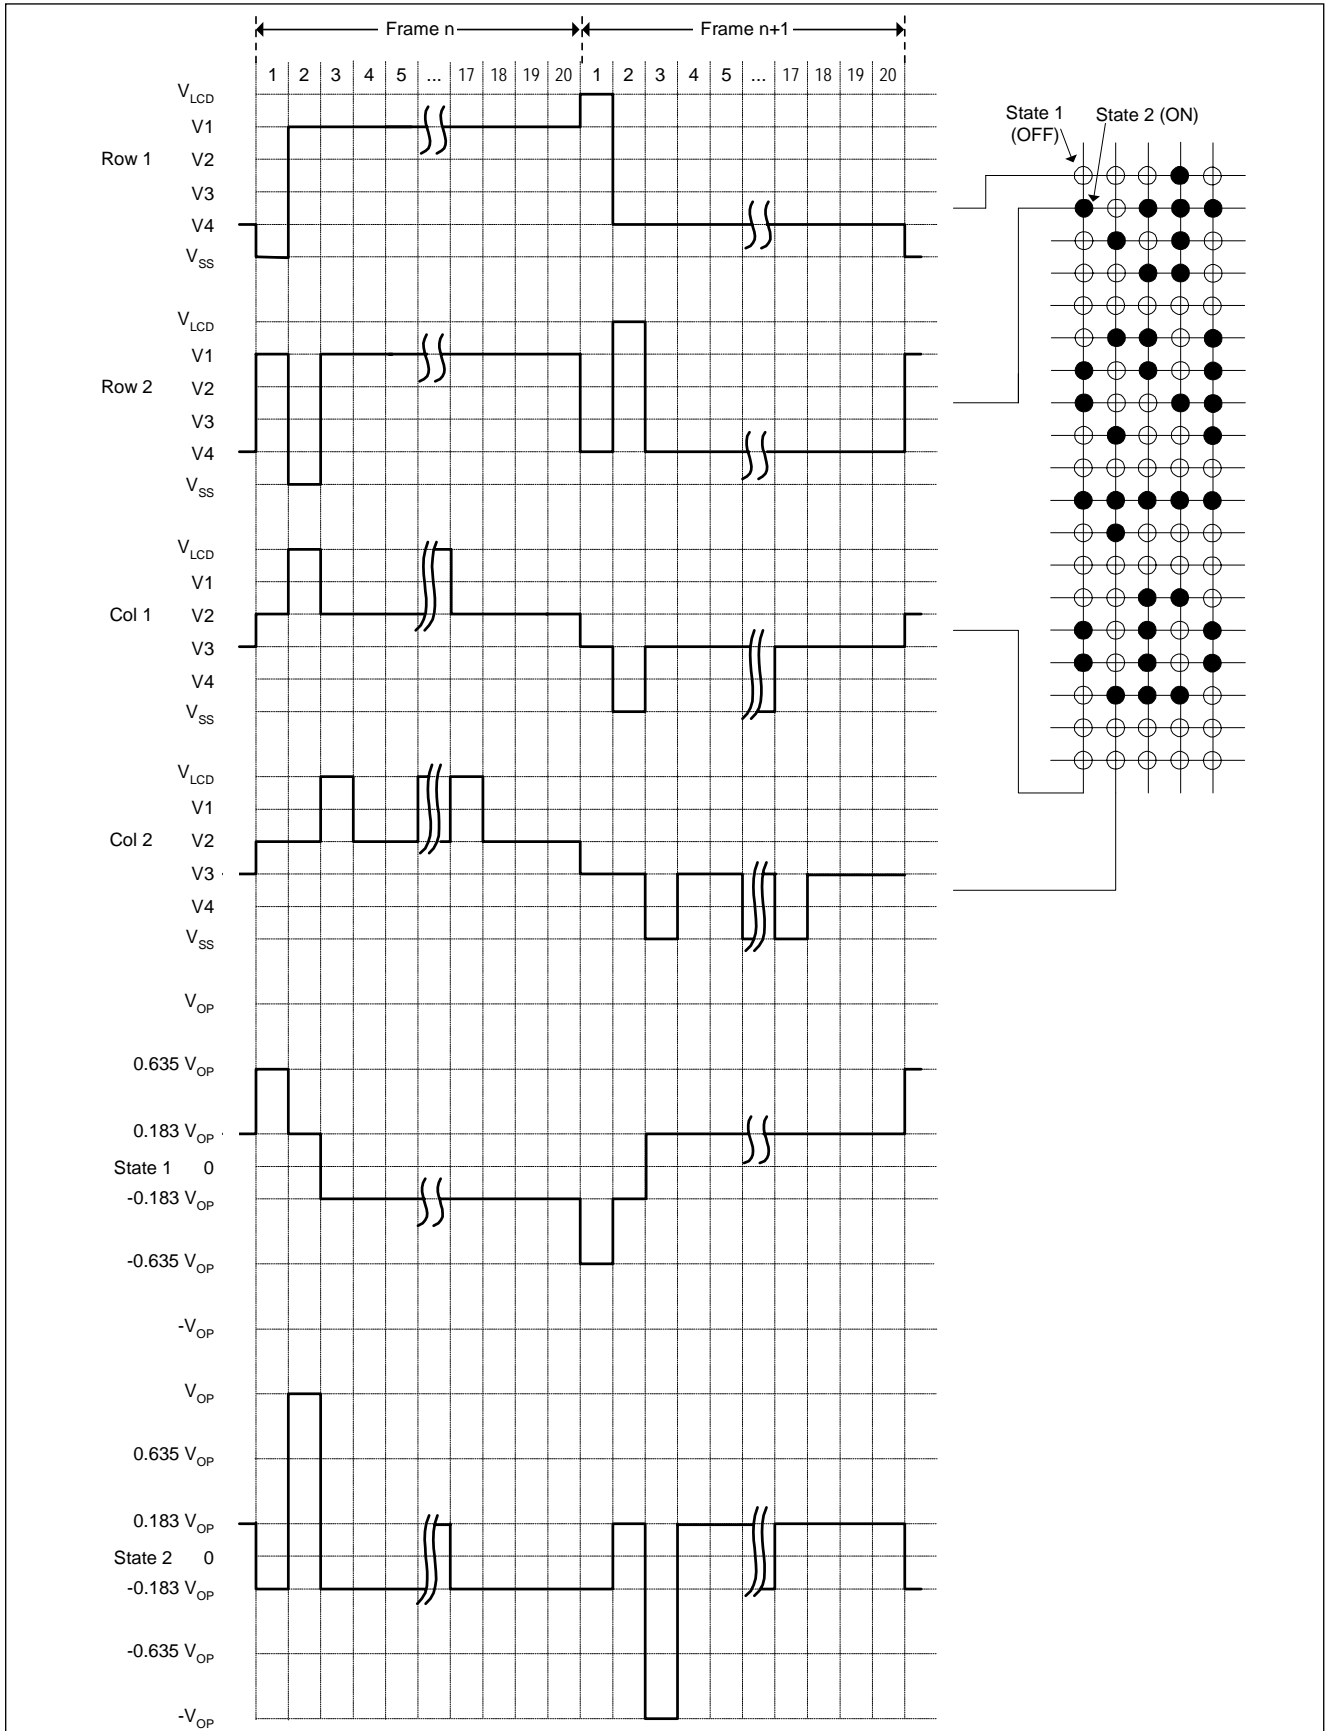 Frame n Frame n+1
1 2 3 4 5 ... 17 18 19 20 1 2 3 4 5 ... 17 18 19 20
State 1 (OFF)
State 2 (ON)
Row 1
VLCD
V1
V2
V3
V4
VSS
Row 2
VLCD
V1
V2
V3
V4
VSS
Col 1
VLCD
V1
V2
V3
V4
VSS
Col 2
VLCD
V1
V2
V3
V4
VSS
VOP
0.635 VOP
0.183 VOP
State 1 0
-0.183 VOP
-0.635 VOP
-VOP
VOP
0.635 VOP
0.183 VOP
State 2 0
-0.183 VOP
-0.635 VOP
-VOP